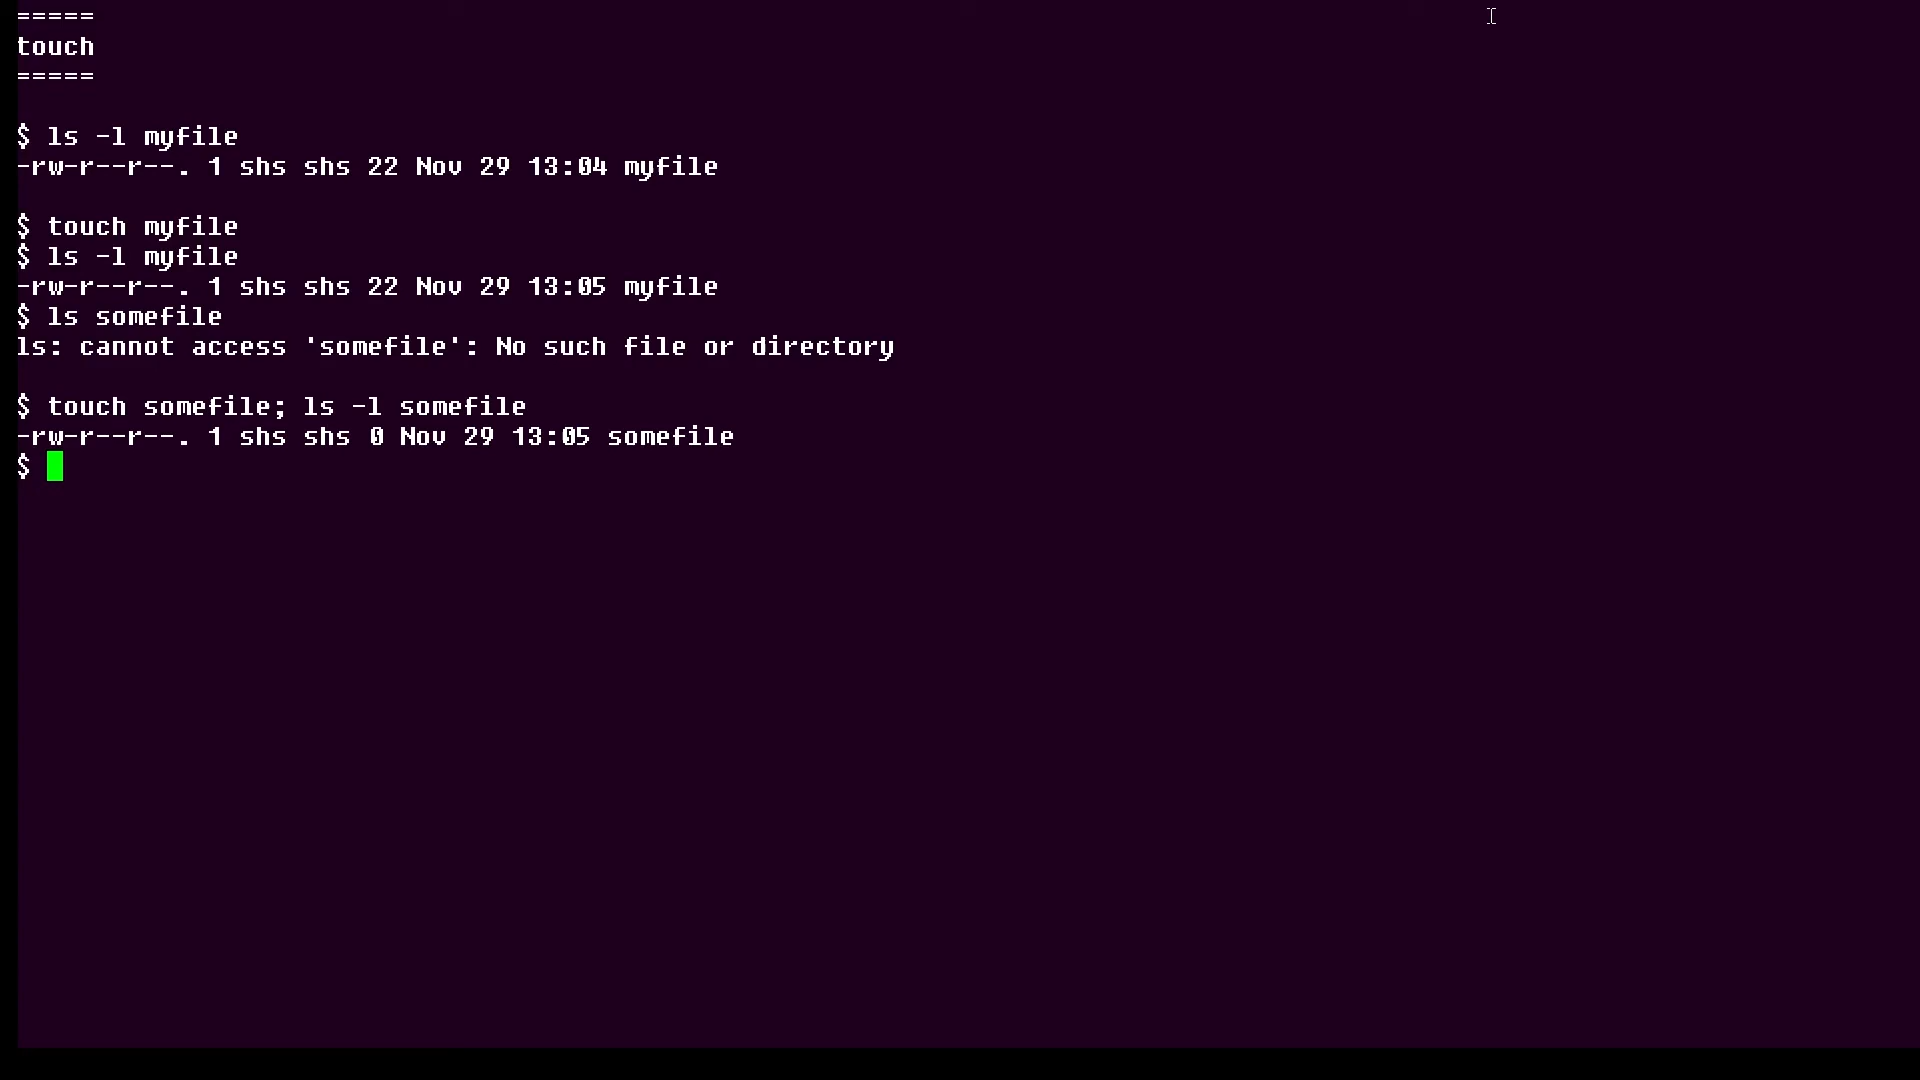 =====
touch
=====
$ ls -l myfile
-rw-r--r--. 1 shs shs 22 Nov 29 13:04 myfile
$ touch myfile
$ ls -l myfile
-rw-r--r--. 1 shs shs 22 Nov 29 13:05 myfile
$ ls somefile
ls: cannot access 'somefile': No such file or directory
$ touch somefile; ls -l somefile
-rw-r--r--. 1 shs shs 0 Nov 29 13:05 somefile
$